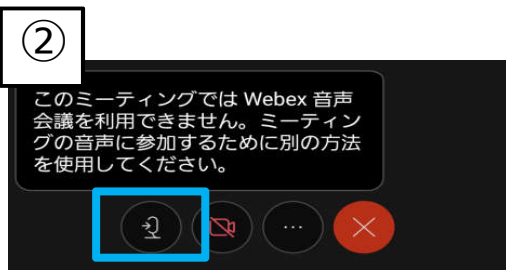 ②
このミーティングでは Webex 音声
会議を利用できません。ミーティン
グの音声に参加するために別の方法
を使用してください。